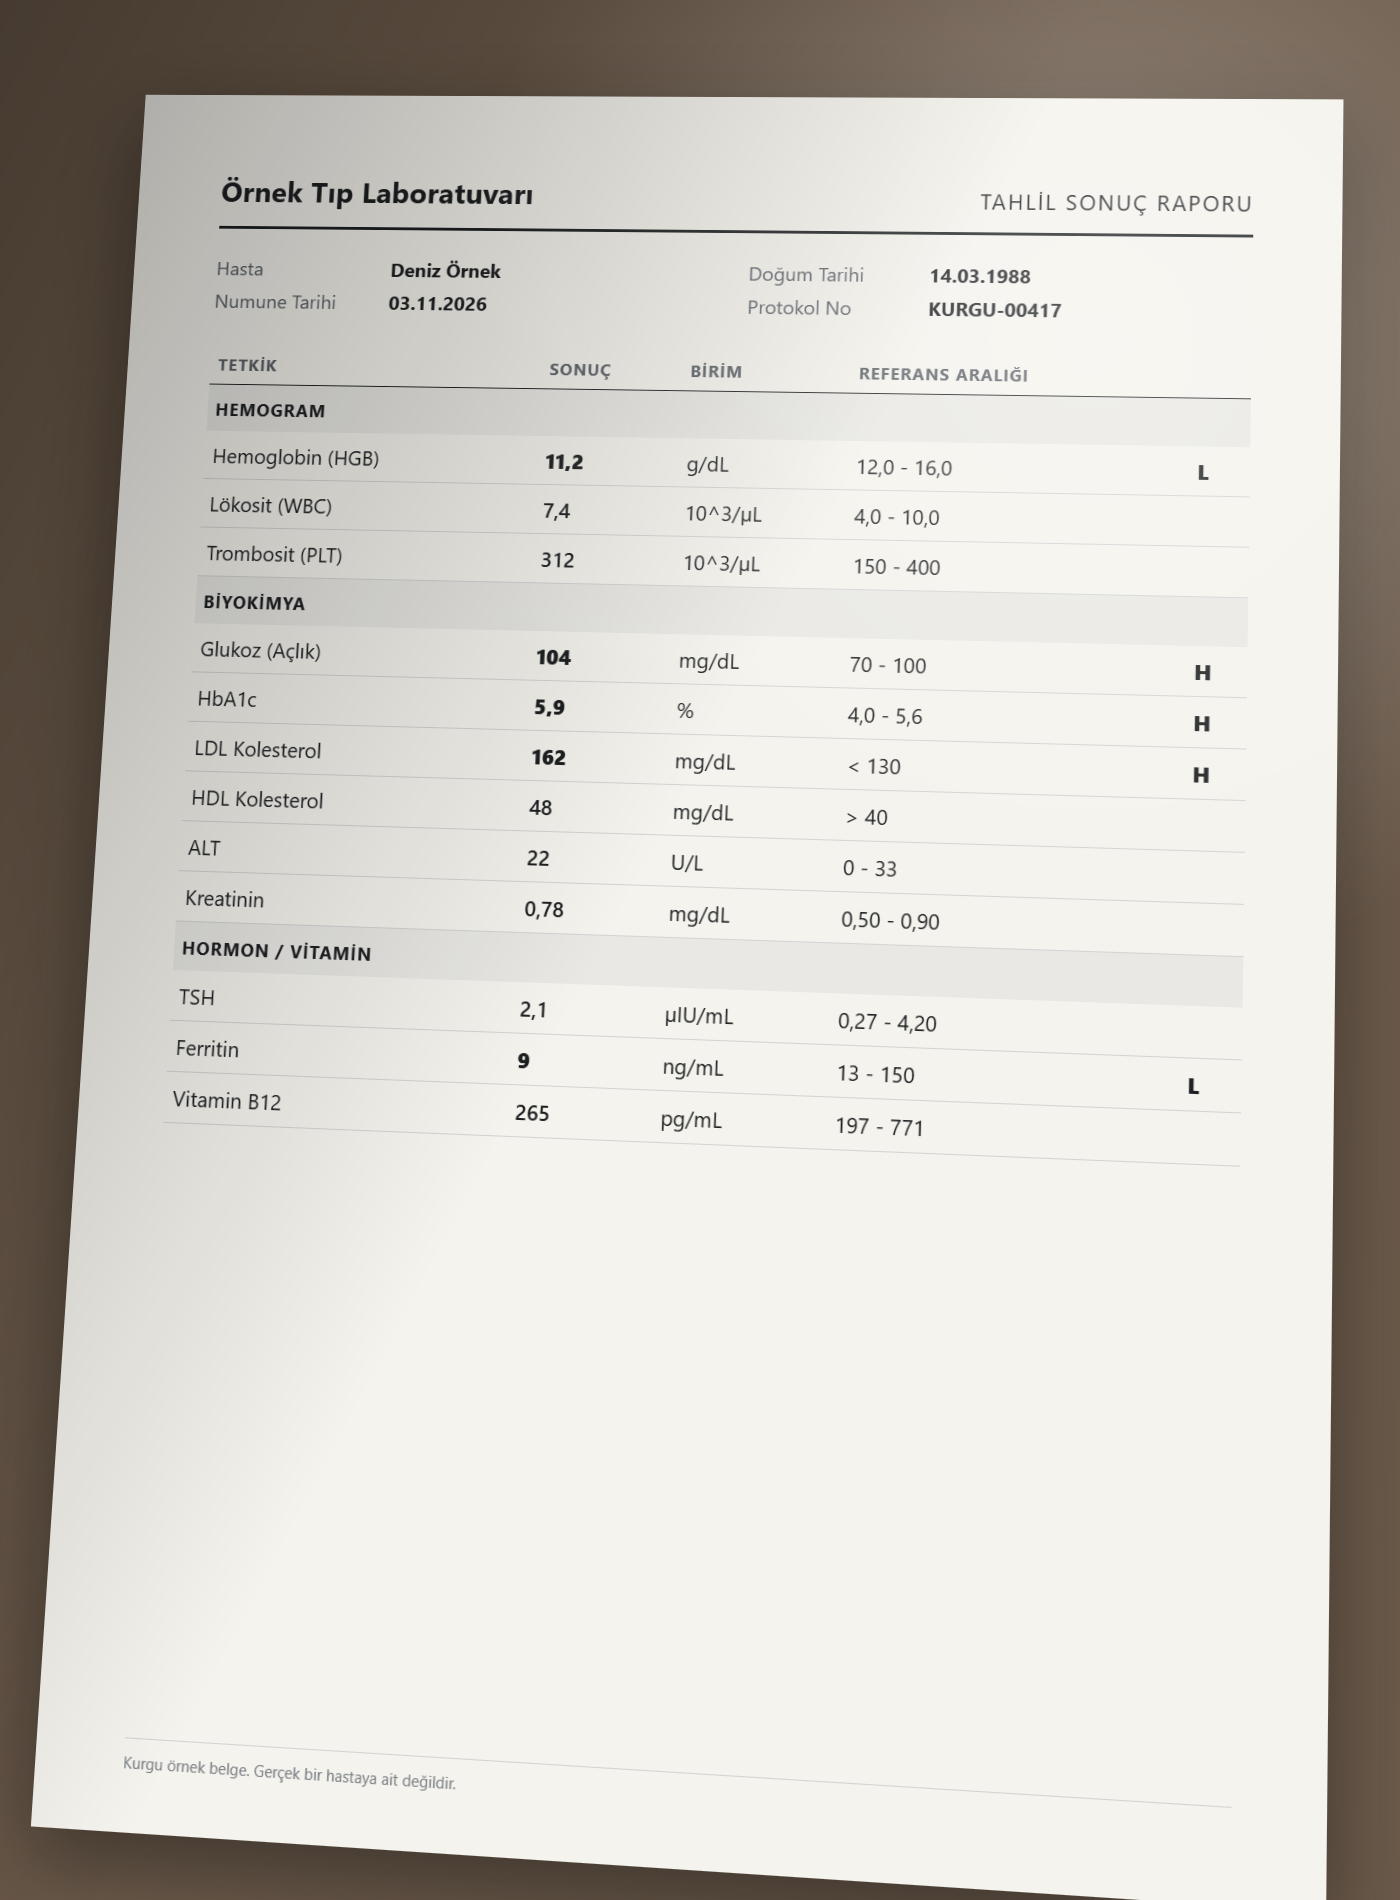 Örnek Tıp Laboratuvarı TAHLİL SONUÇ RAPORU
Hasta Deniz Örnek Doğum Tarihi 14.03.1988
Numune Tarihi 03.11.2026 Protokol No KURGU-00417
TETKİK SONUÇ BİRİM REFERANS ARALIĞI
HEMOGRAM
Hemoglobin (HGB) 11,2 g/dL 12,0 - 16,0 L
Lökosit (WBC) 7,4 10^3/µL 4,0 - 10,0
Trombosit (PLT) 312 10^3/µL 150 - 400
BİYOKİMYA
Glukoz (Açlık) 104 mg/dL 70 - 100 H
HbA1c 5,9 % 4,0 - 5,6 H
LDL Kolesterol 162 mg/dL < 130 H
HDL Kolesterol 48 mg/dL > 40
ALT 22 U/L 0 - 33
Kreatinin 0,78 mg/dL 0,50 - 0,90
HORMON / VİTAMİN
TSH 2,1 µIU/mL 0,27 - 4,20
Ferritin 9 ng/mL 13 - 150 L
Vitamin B12 265 pg/mL 197 - 771
Kurgu örnek belge. Gerçek bir hastaya ait değildir.